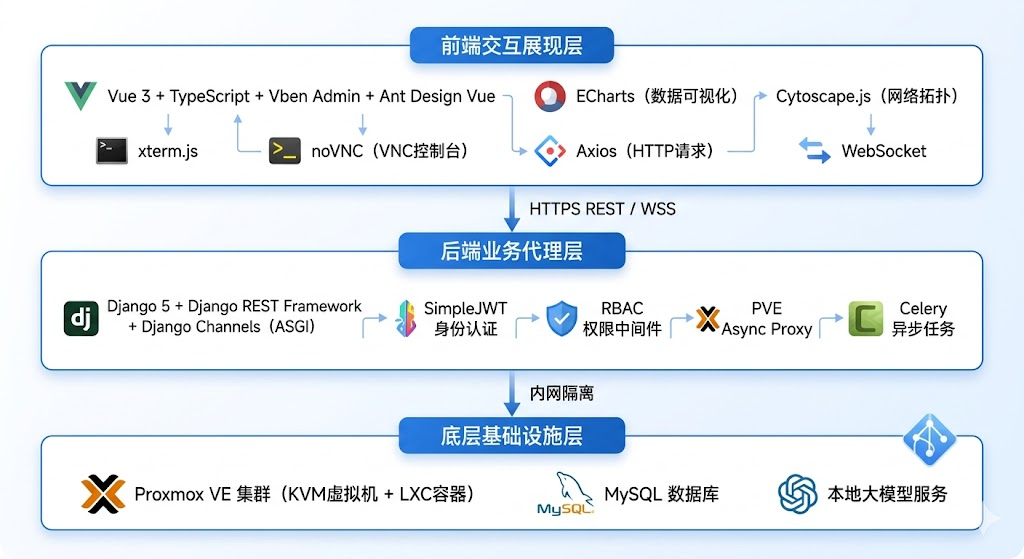 前端交互展现层
Vue 3 + TypeScript + Vben Admin + Ant Design Vue
ECharts（数据可视化）
Cytoscape.js（网络拓扑）
>_
xterm.js
>_
noVNC（VNC控制台）
Axios（HTTP请求）
WebSocket
HTTPS REST / WSS
后端业务代理层
dj
Django 5 + Django REST Framework
+ Django Channels（ASGI）
SimpleJWT
身份认证
RBAC
权限中间件
PVE
Async Proxy
Celery
异步任务
内网隔离
底层基础设施层
Proxmox VE 集群（KVM虚拟机 + LXC容器）
MySQL
MySQL 数据库
本地大模型服务